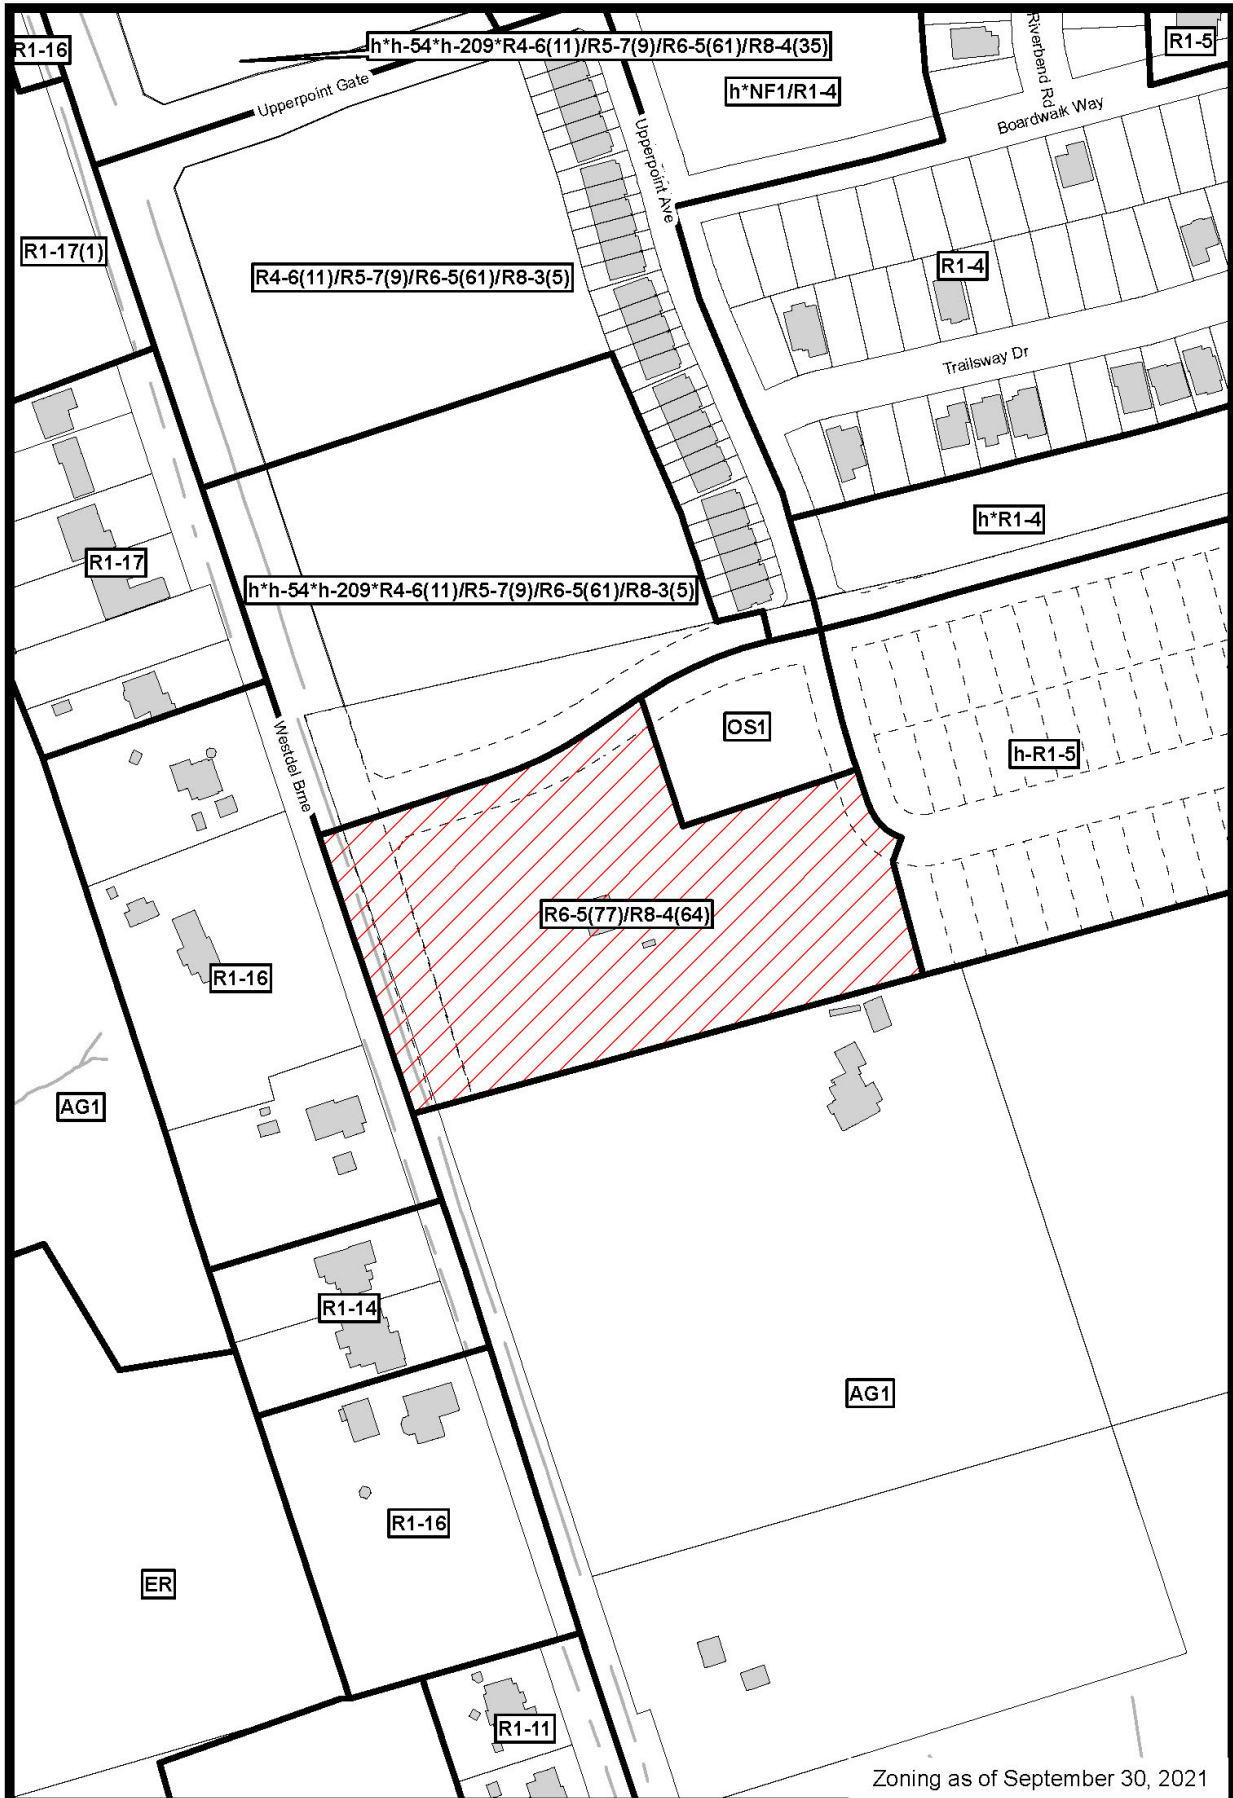 R1-16
h*h-54*h-209*R4-6(11)/R5-7(9)/R6-5(61)/R8-4(35)
R1-5
Upperpoint Gate
h*NF1/R1-4
Riverbend Rd
Boardwalk Way
Upperpoint Ave
R1-17(1)
R4-6(11)/R5-7(9)/R6-5(61)/R8-3(5)
R1-4
Trailsway Dr
h*R1-4
R1-17
h*h-54*h-209*R4-6(11)/R5-7(9)/R6-5(61)/R8-3(5)
OS1
h-R1-5
Westdel Brne
R6-5(77)/R8-4(64)
R1-16
AG1
R1-14
AG1
R1-16
ER
R1-11
Zoning as of September 30, 2021